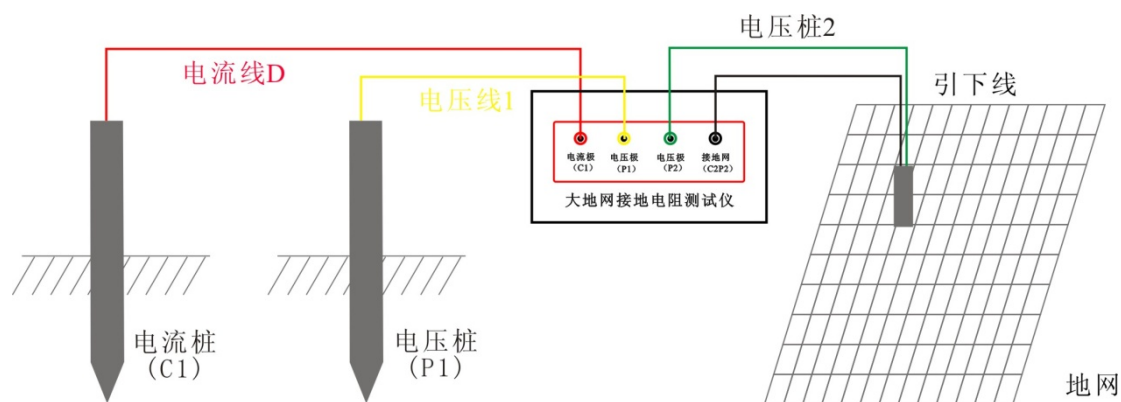 电压桩2
电流线D
电压线1
引下线
电流极
(C1)
电压极
(P1)
电压极
(P2)
接地网
(C2P2)
大地网接地电阻测试仪
电流桩
(C1)
电压桩
(P1)
地网